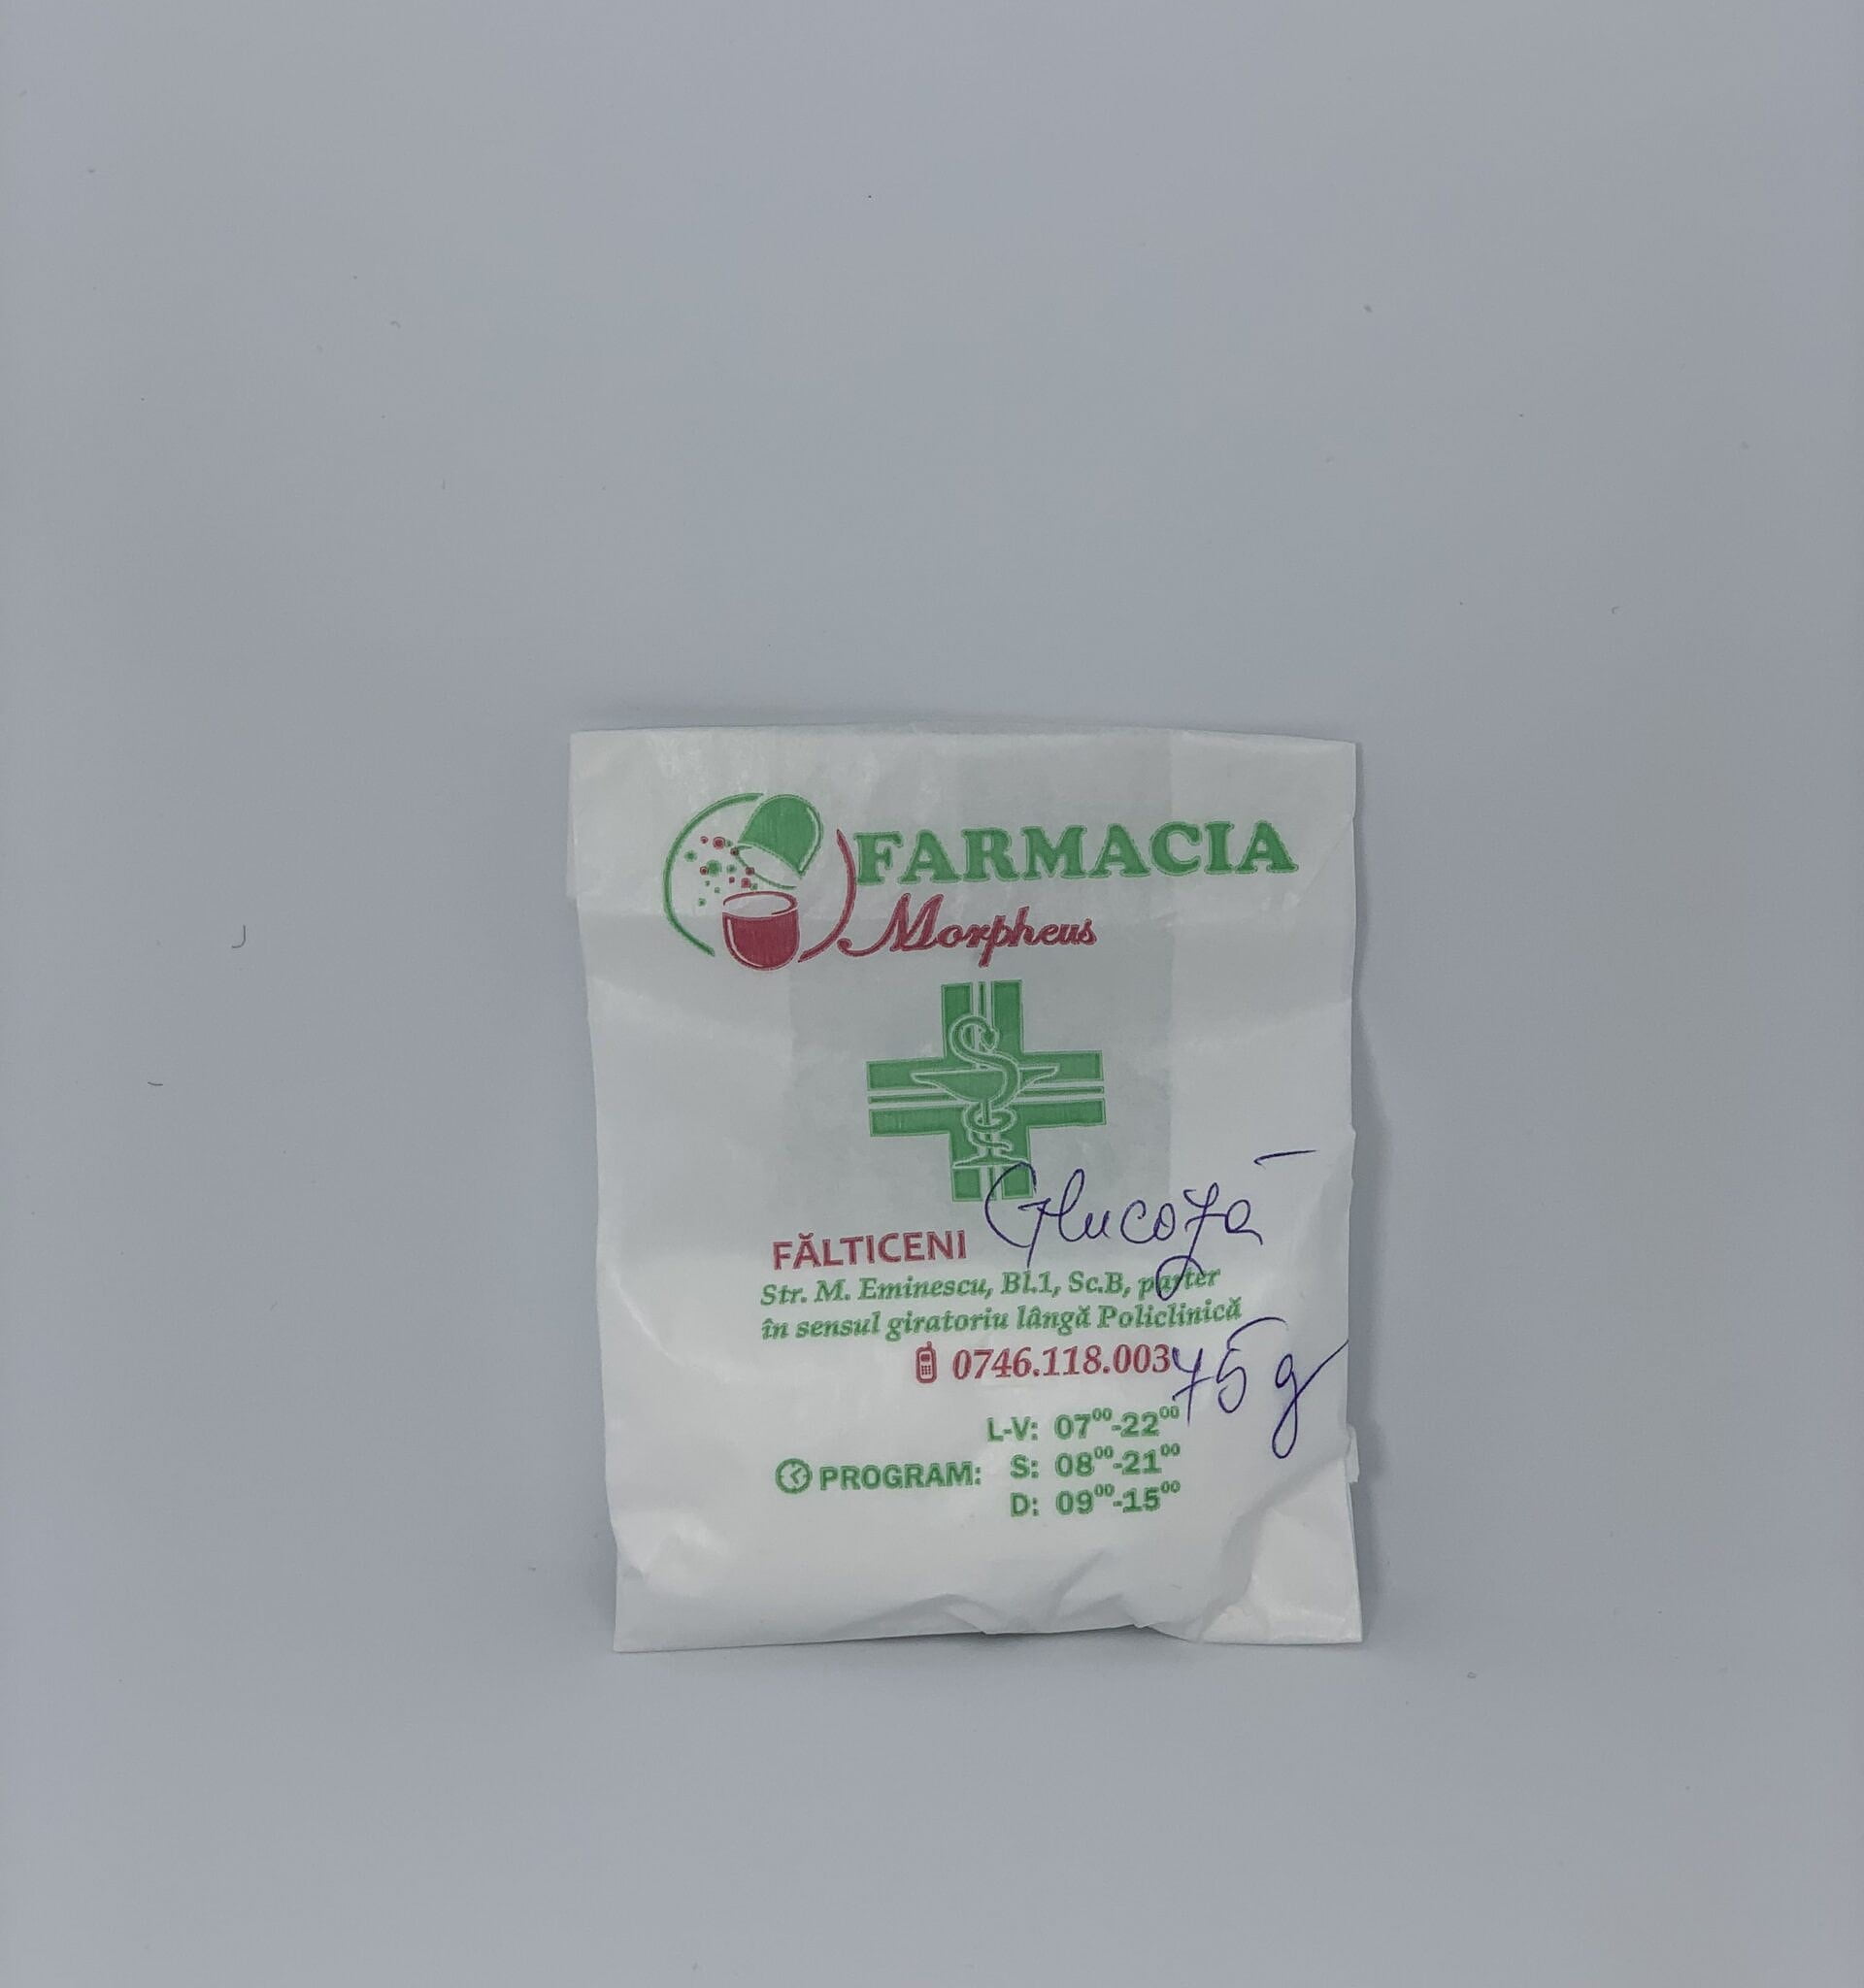 FARMACIA
Morpheus
Glucoză
FĂLTICENI
Str. M. Eminescu, Bl.1, Sc.B, parter
în sensul giratoriu lângă Policlinică
0746.118.003
75 g
L-V: 07⁰⁰-22⁰⁰
PROGRAM: S: 08⁰⁰-21⁰⁰
D: 09⁰⁰-15⁰⁰